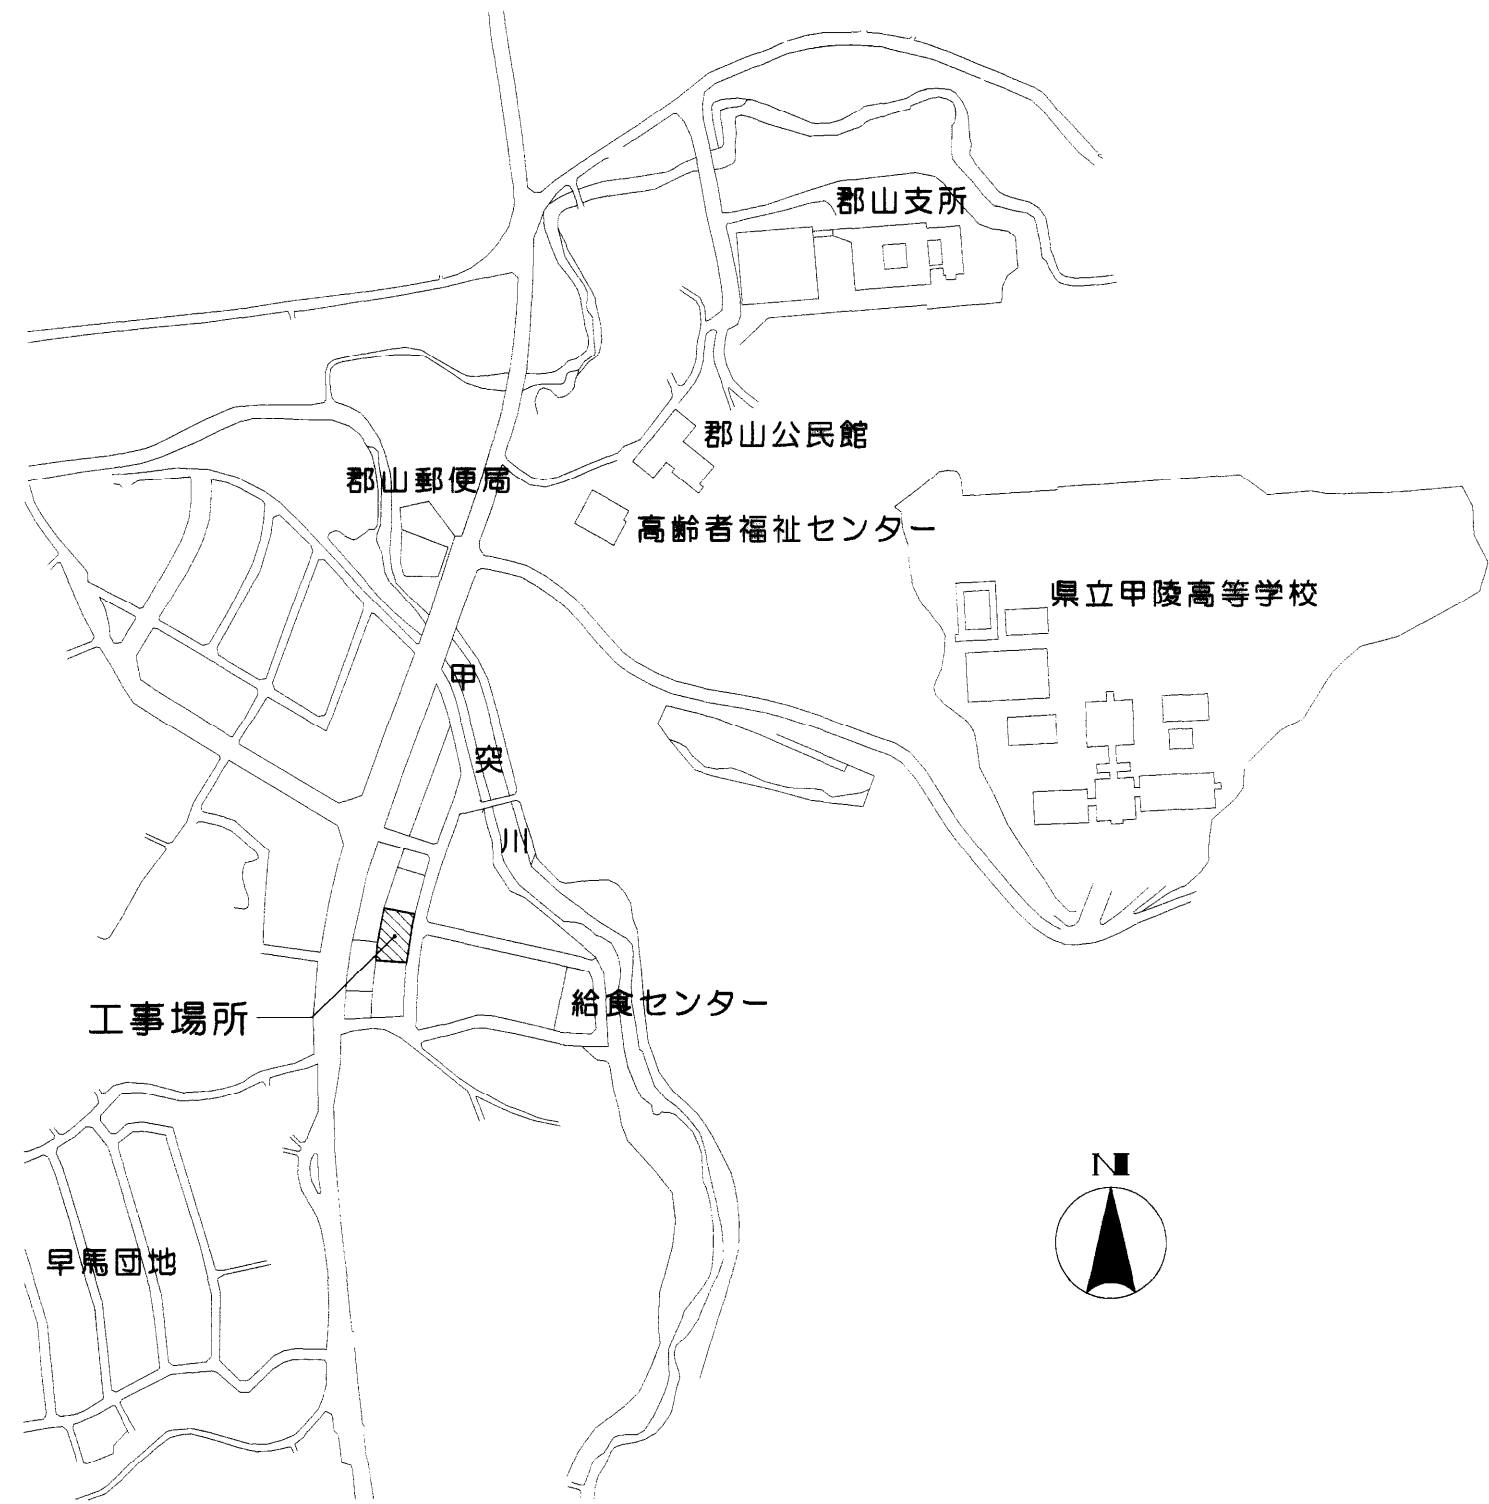 郡山支所
郡山公民館
郡山郵便局
高齢者福祉センター
県立甲陵高等学校
甲
突
川
給食センター
工事場所
N
早馬団地